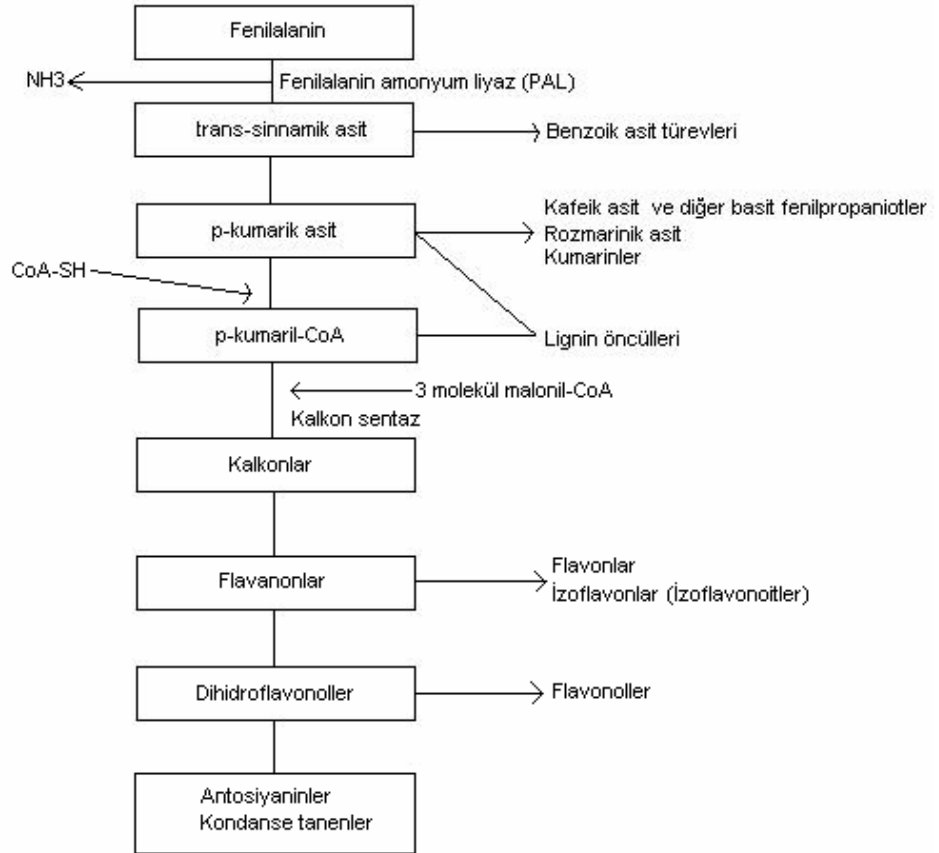 Fenilalanin
NH3
Fenilalanin amonyum liyaz (PAL)
trans-sinnamik asit
Benzoik asit türevleri
p-kumarik asit
Kafeik asit ve diğer basit fenilpropaniotler
Rozmarinik asit
Kumarinler
CoA-SH
p-kumaril-CoA
Lignin öncülleri
3 molekül malonil-CoA
Kalkon sentaz
Kalkonlar
Flavanonlar
Flavonlar
İzoflavonlar (İzoflavonoitler)
Dihidroflavonoller
Flavonoller
Antosiyaninler
Kondanse tanenler